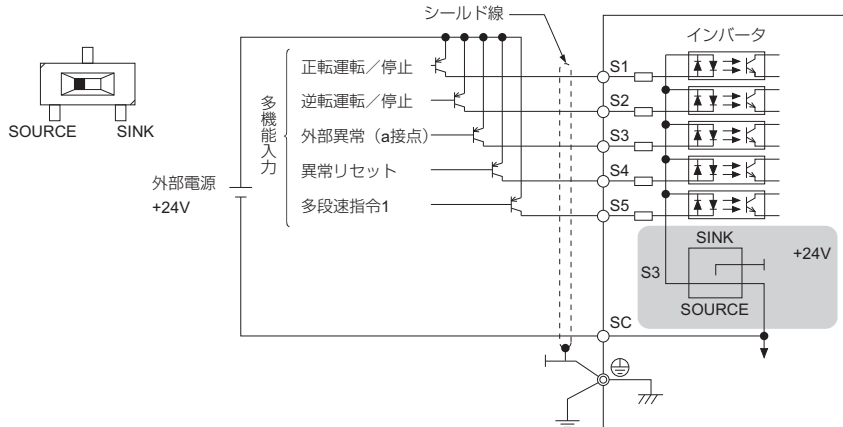 シールド線
インバータ
SOURCE
SINK
多機能入力
正転運転／停止
逆転運転／停止
外部異常（a接点）
異常リセット
多段速指令1
外部電源
+24V
S1
S2
S3
S4
S5
SINK
+24V
S3
SOURCE
SC